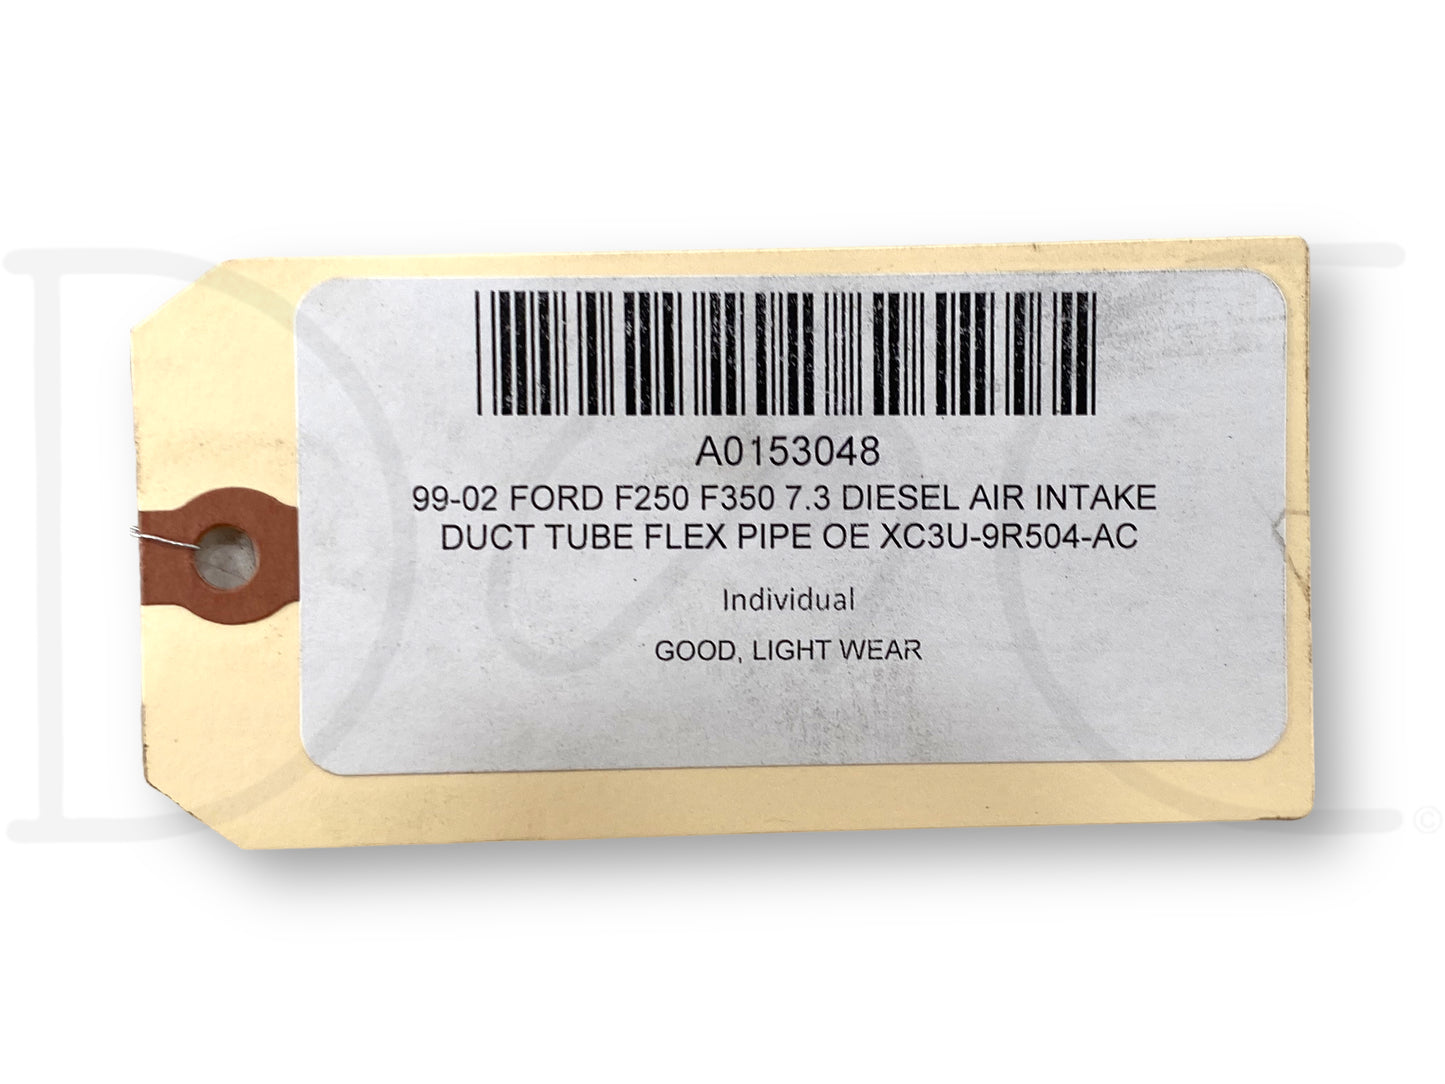 A0153048
99-02 FORD F250 F350 7.3 DIESEL AIR INTAKE
DUCT TUBE FLEX PIPE OE XC3U-9R504-AC
Individual
GOOD, LIGHT WEAR
©